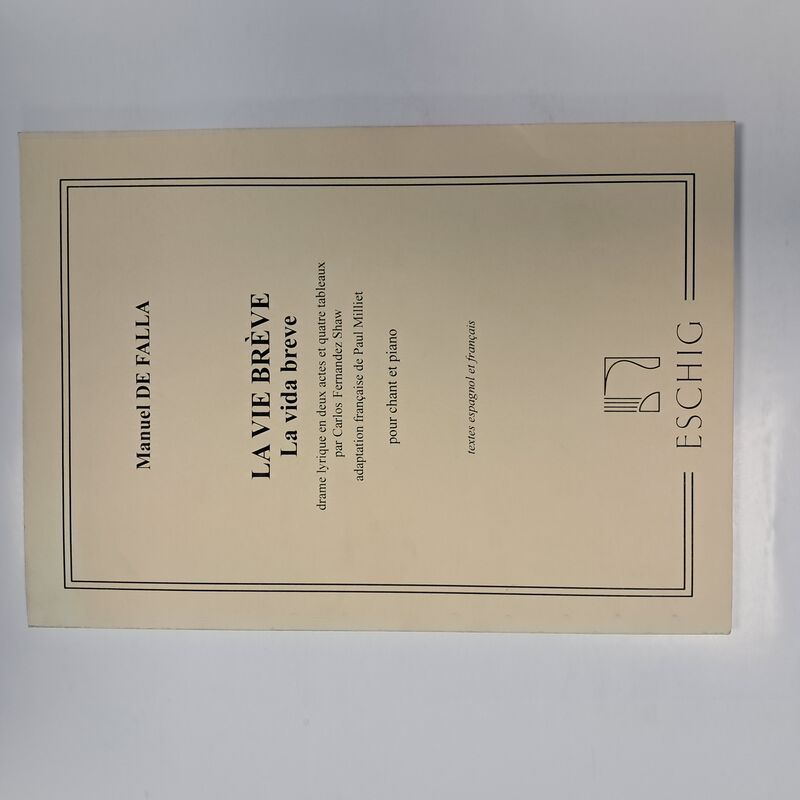 Manuel DE FALLA
LA VIE BRÈVE
La vida breve
drame lyrique en deux actes et quatre tableaux
par Carlos Fernandez Shaw
adaptation française de Paul Milliet
pour chant et piano
textes espagnol et français
ESCHIG